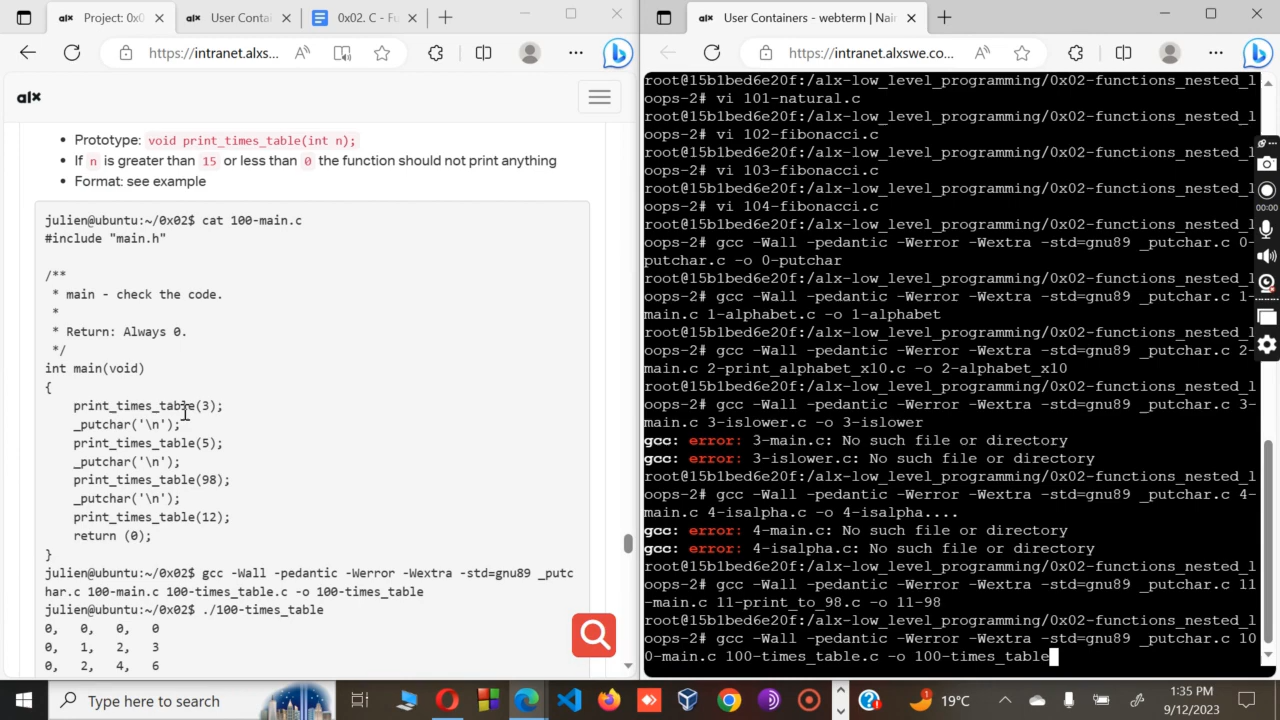 Project: 0x0
User Contai
0x02. C - Fu
https://intranet.alxs...
alx
Prototype: void print_times_table(int n);
If n is greater than 15 or less than 0 the function should not print anything
Format: see example
julien@ubuntu:~/0x02$ cat 100-main.c
#include "main.h"
/**
* main - check the code.
*
* Return: Always 0.
*/
int main(void)
{
print_times_table(3);
_putchar('\n');
print_times_table(5);
_putchar('\n');
print_times_table(98);
_putchar('\n');
print_times_table(12);
return (0);
}
julien@ubuntu:~/0x02$ gcc -Wall -pedantic -Werror -Wextra -std=gnu89 _putc
har.c 100-main.c 100-times_table.c -o 100-times_table
julien@ubuntu:~/0x02$ ./100-times_table
0, 0, 0, 0
0, 1, 2, 3
0, 2, 4, 6
User Containers - webterm | Nair
https://intranet.alxswe.co...
root@15b1bed6e20f:/alx-low_level_programming/0x02-functions_nested_l
oops-2# vi 101-natural.c
root@15b1bed6e20f:/alx-low_level_programming/0x02-functions_nested_l
oops-2# vi 102-fibonacci.c
root@15b1bed6e20f:/alx-low_level_programming/0x02-functions_nested_l
oops-2# vi 103-fibonacci.c
root@15b1bed6e20f:/alx-low_level_programming/0x02-functions_nested_l
oops-2# vi 104-fibonacci.c
root@15b1bed6e20f:/alx-low_level_programming/0x02-functions_nested_l
oops-2# gcc -Wall -pedantic -Werror -Wextra -std=gnu89 _putchar.c 0-
putchar.c -o 0-putchar
root@15b1bed6e20f:/alx-low_level_programming/0x02-functions_nested_l
oops-2# gcc -Wall -pedantic -Werror -Wextra -std=gnu89 _putchar.c 1-
main.c 1-alphabet.c -o 1-alphabet
root@15b1bed6e20f:/alx-low_level_programming/0x02-functions_nested_l
oops-2# gcc -Wall -pedantic -Werror -Wextra -std=gnu89 _putchar.c 2-
main.c 2-print_alphabet_x10.c -o 2-alphabet_x10
root@15b1bed6e20f:/alx-low_level_programming/0x02-functions_nested_l
oops-2# gcc -Wall -pedantic -Werror -Wextra -std=gnu89 _putchar.c 3-
main.c 3-islower.c -o 3-islower
gcc: error: 3-main.c: No such file or directory
gcc: error: 3-islower.c: No such file or directory
root@15b1bed6e20f:/alx-low_level_programming/0x02-functions_nested_l
oops-2# gcc -Wall -pedantic -Werror -Wextra -std=gnu89 _putchar.c 4-
main.c 4-isalpha.c -o 4-isalpha....
gcc: error: 4-main.c: No such file or directory
gcc: error: 4-isalpha.c: No such file or directory
root@15b1bed6e20f:/alx-low_level_programming/0x02-functions_nested_l
oops-2# gcc -Wall -pedantic -Werror -Wextra -std=gnu89 _putchar.c 11
-main.c 11-print_to_98.c -o 11-98
root@15b1bed6e20f:/alx-low_level_programming/0x02-functions_nested_l
oops-2# gcc -Wall -pedantic -Werror -Wextra -std=gnu89 _putchar.c 10
0-main.c 100-times_table.c -o 100-times_table
00:00
Type here to search
19°C
1:35 PM
9/12/2023